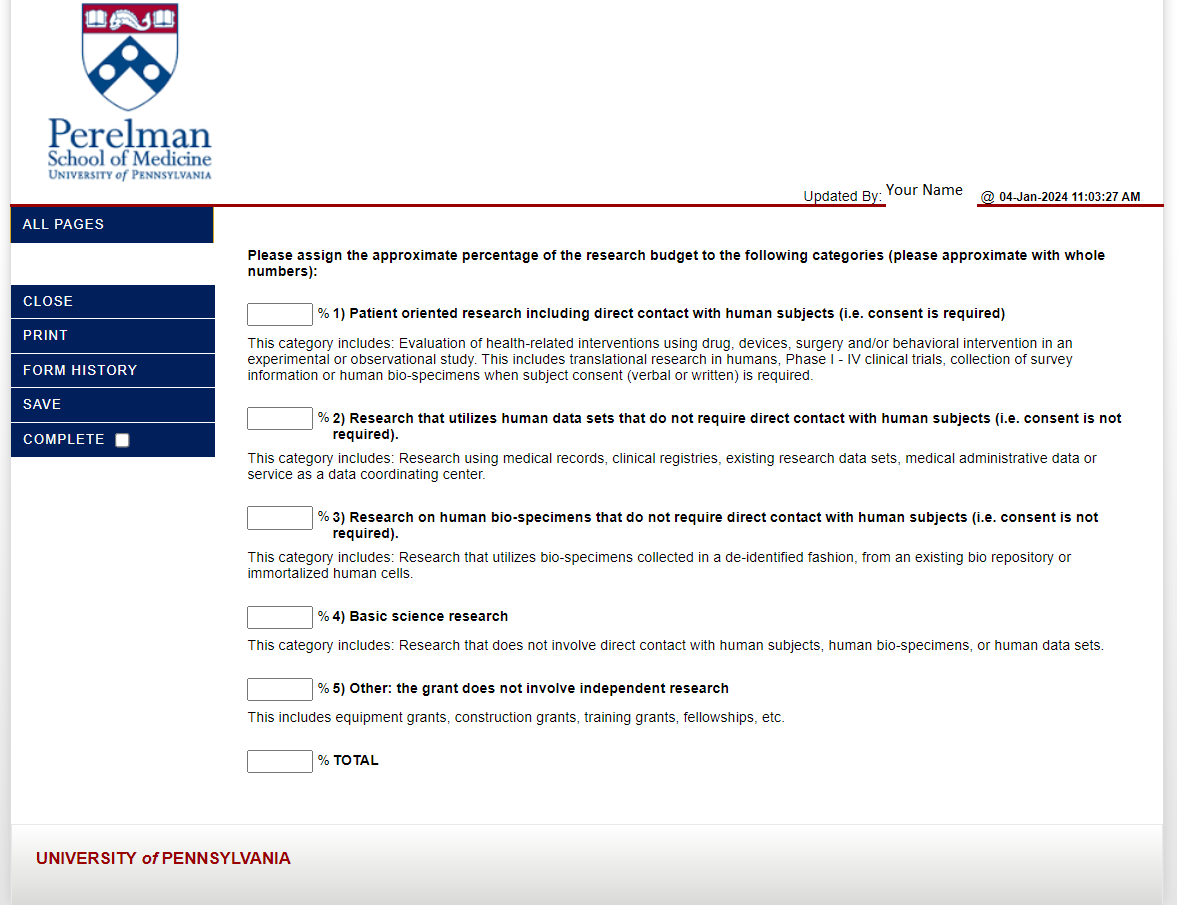 Perelman
School of Medicine
UNIVERSITY of PENNSYLVANIA
Updated By: Your Name @ 04-Jan-2024 11:03:27 AM
ALL PAGES
CLOSE
PRINT
FORM HISTORY
SAVE
COMPLETE
Please assign the approximate percentage of the research budget to the following categories (please approximate with whole
numbers):
% 1) Patient oriented research including direct contact with human subjects (i.e. consent is required)
This category includes: Evaluation of health-related interventions using drug, devices, surgery and/or behavioral intervention in an
experimental or observational study. This includes translational research in humans, Phase I - IV clinical trials, collection of survey
information or human bio-specimens when subject consent (verbal or written) is required.
% 2) Research that utilizes human data sets that do not require direct contact with human subjects (i.e. consent is not
required).
This category includes: Research using medical records, clinical registries, existing research data sets, medical administrative data or
service as a data coordinating center.
% 3) Research on human bio-specimens that do not require direct contact with human subjects (i.e. consent is not
required).
This category includes: Research that utilizes bio-specimens collected in a de-identified fashion, from an existing bio repository or
immortalized human cells.
% 4) Basic science research
This category includes: Research that does not involve direct contact with human subjects, human bio-specimens, or human data sets.
% 5) Other: the grant does not involve independent research
This includes equipment grants, construction grants, training grants, fellowships, etc.
% TOTAL
UNIVERSITY of PENNSYLVANIA